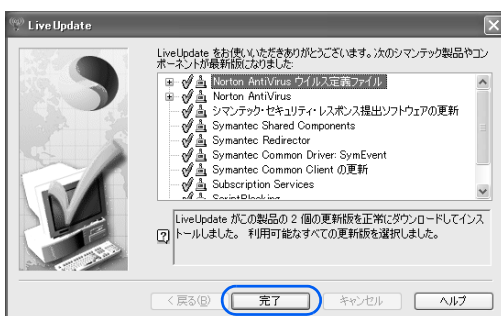 LiveUpdate
LiveUpdate をお使いいただきありがとうございます。次のシマンテック製品やコン
ポーネントが最新版になりました:
Norton AntiVirus ウイルス定義ファイル
Norton AntiVirus
シマンテック・セキュリティ・レスポンス提出ソフトウェアの更新
Symantec Shared Components
Symantec Redirector
Symantec Common Driver: SymEvent
Symantec Common Client の更新
Subscription Services
ScriptBlocking
LiveUpdate がこの製品の 2 個の更新版を正常にダウンロードしてインス
トールしました。 利用可能なすべての更新版を選択しました。
< 戻る(B)
完了
キャンセル
ヘルプ